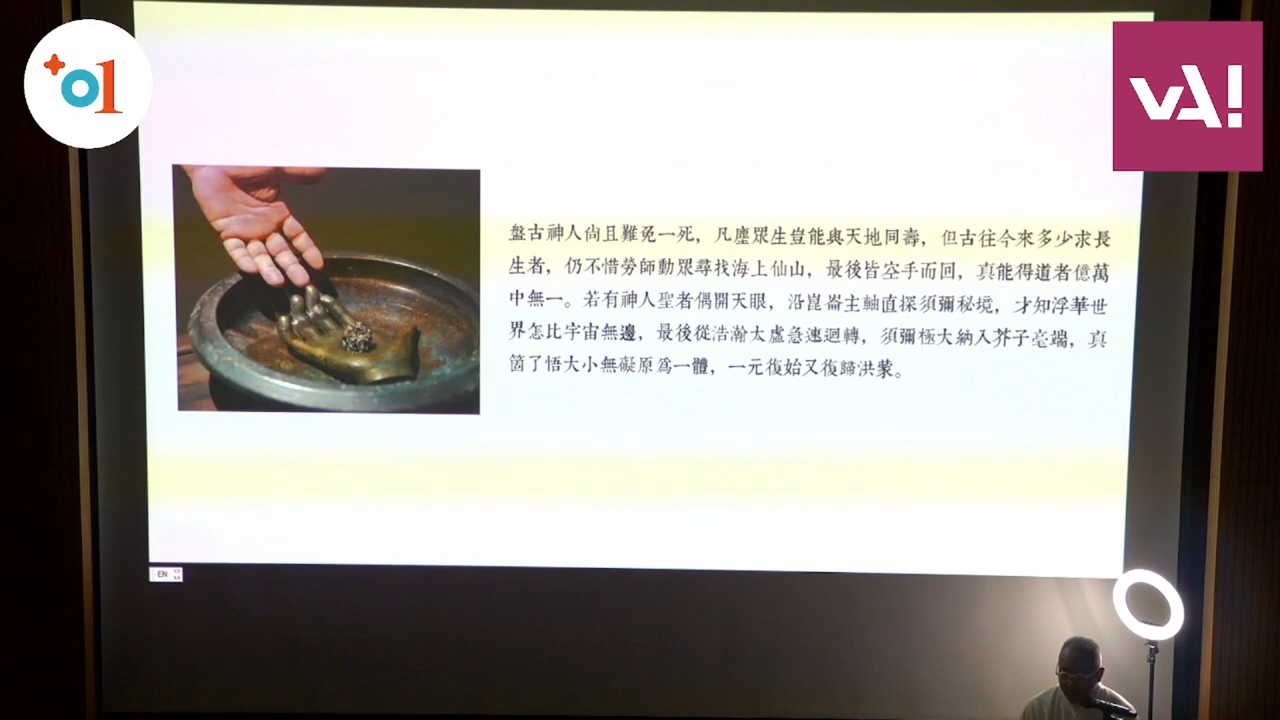 +01
vA!
盤古神人尙且難免一死，凡塵眾生豈能與天地同壽，但古往今來多少求長
生者，仍不惜勞師動眾尋找海上仙山，最後皆空手而回，真能得道者億萬
中無一。若有神人聖者偶開天眼，沿崑崙主軸直探須彌秘境，才知浮華世
界怎比宇宙無邊，最後從浩瀚太虛急速迴轉，須彌極大納入芥子毫端，真
箇了悟大小無礙原爲一體，一元復始又復歸洪蒙。
EN